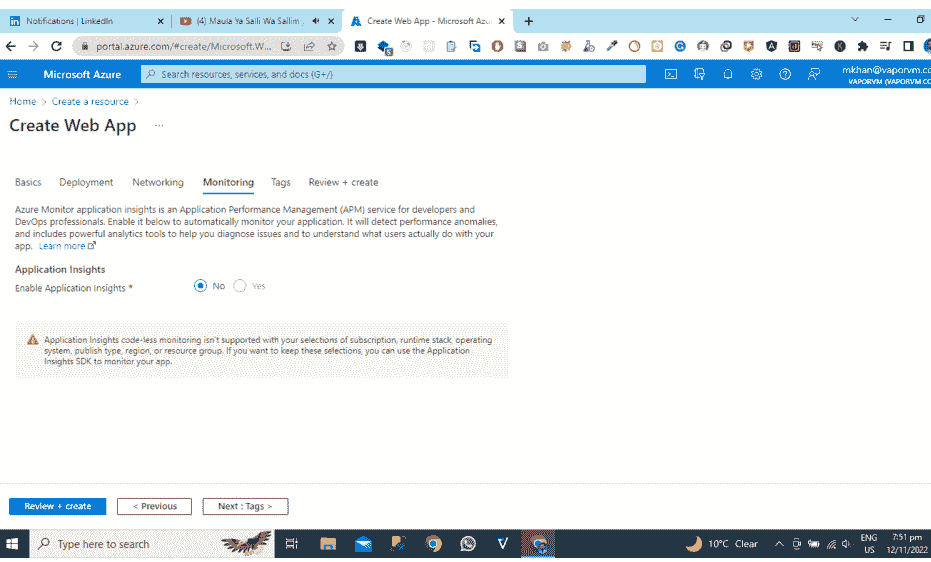 Notifications | LinkedIn
(4) Maula Ya Salli Wa Sallim
Create Web App - Microsoft Azu
portal.azure.com/#create/Microsoft.W...
Microsoft Azure
Search resources, services, and docs (G+/)
mkhan@vaporvm.cc
VAPORVM (VAPORVM.CO
Home > Create a resource >
Create Web App ...
Basics Deployment Networking Monitoring Tags Review + create
Azure Monitor application insights is an Application Performance Management (APM) service for developers and
DevOps professionals. Enable it below to automatically monitor your application. It will detect performance anomalies,
and includes powerful analytics tools to help you diagnose issues and to understand what users actually do with your
app. Learn more
Application Insights
Enable Application Insights * No Yes
Application Insights code-less monitoring isn't supported with your selections of subscription, runtime stack, operating
system, publish type, region, or resource group. If you want to keep these selections, you can use the Application
Insights SDK to monitor your app.
Review + create < Previous Next : Tags >
Type here to search
10°C Clear
ENG
US
7:51 pm
12/11/2022